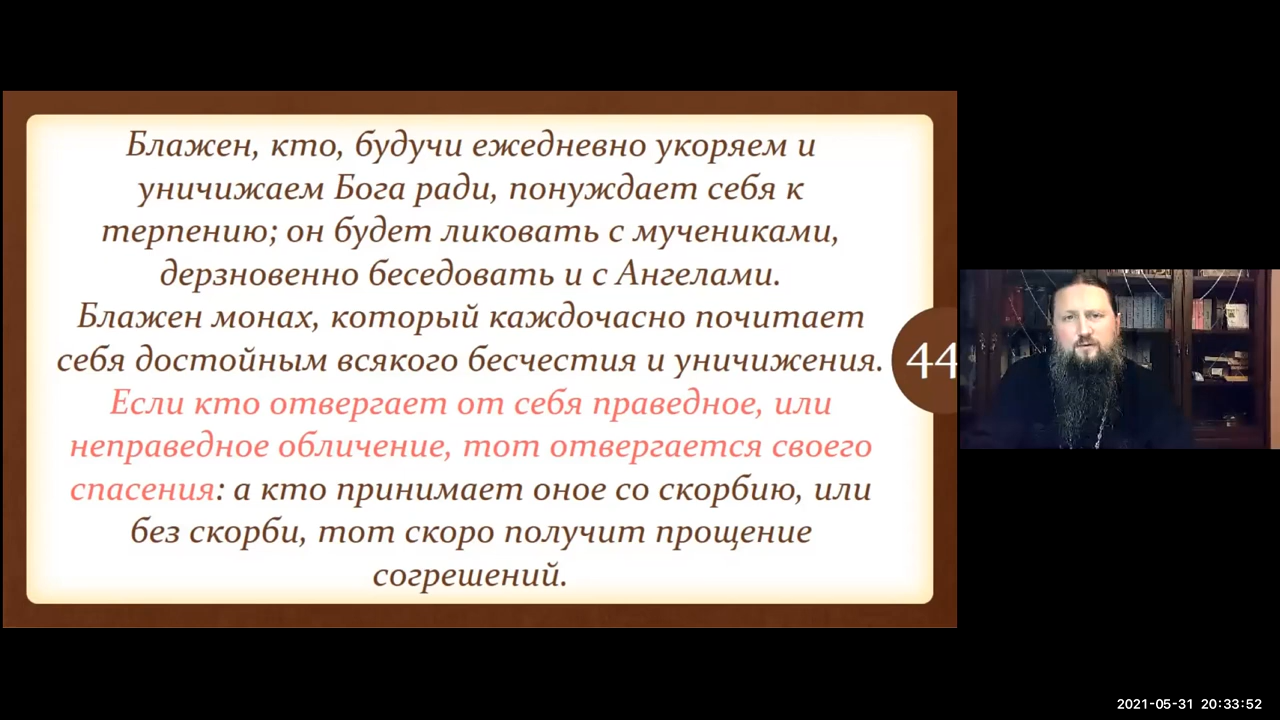 Блажен, кто, будучи ежедневно укоряем и
уничижаем Бога ради, понуждает себя к
терпению; он будет ликовать с мучениками,
дерзновенно беседовать и с Ангелами.
Блажен монах, который каждочасно почитает
себя достойным всякого бесчестия и уничижения.
Если кто отвергает от себя праведное, или
неправедное обличение, тот отвергается своего
спасения: а кто принимает оное со скорбию, или
без скорби, тот скоро получит прощение
согрешений.
44
2021-05-31 20:33:52